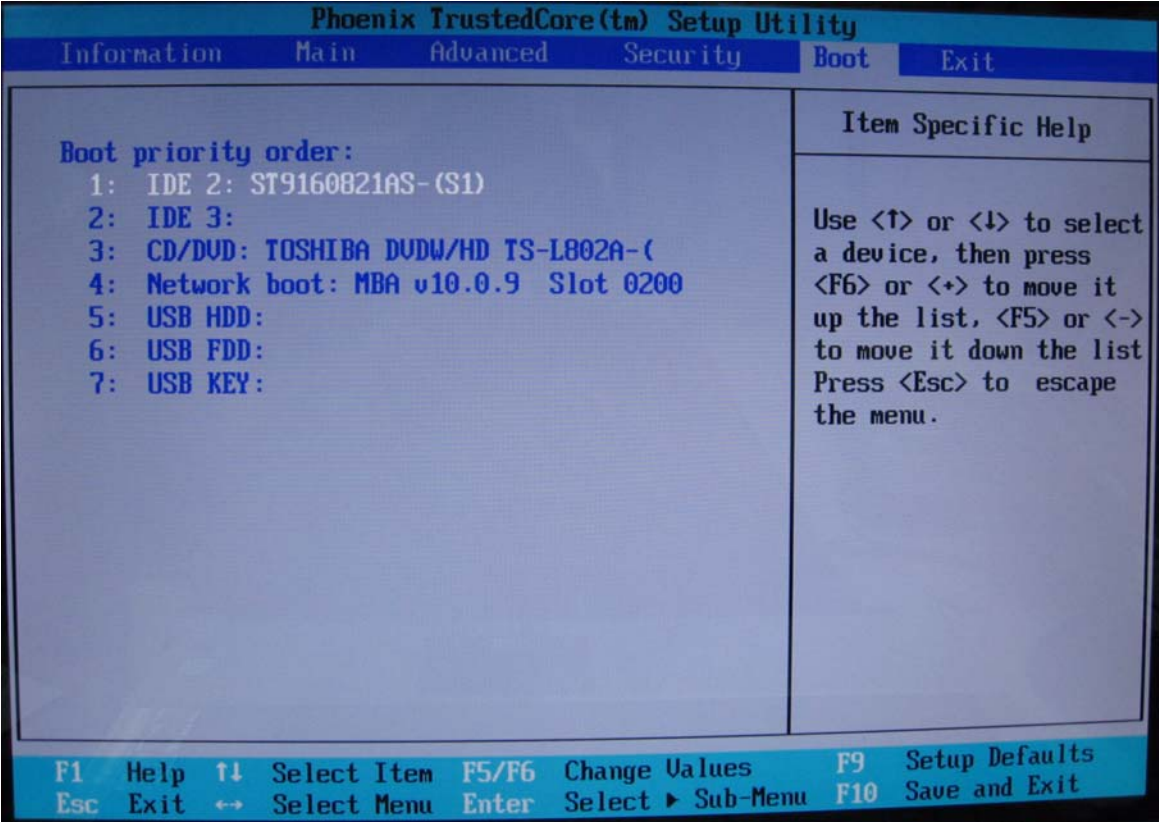 Phoenix TrustedCore(tm) Setup Utility
Information Main Advanced Security Boot Exit
Boot priority order:
1: IDE 2: ST9160821AS-(S1)
2: IDE 3:
3: CD/DVD: TOSHIBA DVDW/HD TS-L802A-(
4: Network boot: MBA v10.0.9 Slot 0200
5: USB HDD:
6: USB FDD:
7: USB KEY:
Item Specific Help
Use <↑> or <↓> to select
a device, then press
<F6> or <+> to move it
up the list, <F5> or <->
to move it down the list
Press <Esc> to escape
the menu.
F1 Help ↑↓ Select Item F5/F6 Change Values F9 Setup Defaults
Esc Exit ↔ Select Menu Enter Select ▶ Sub-Menu F10 Save and Exit